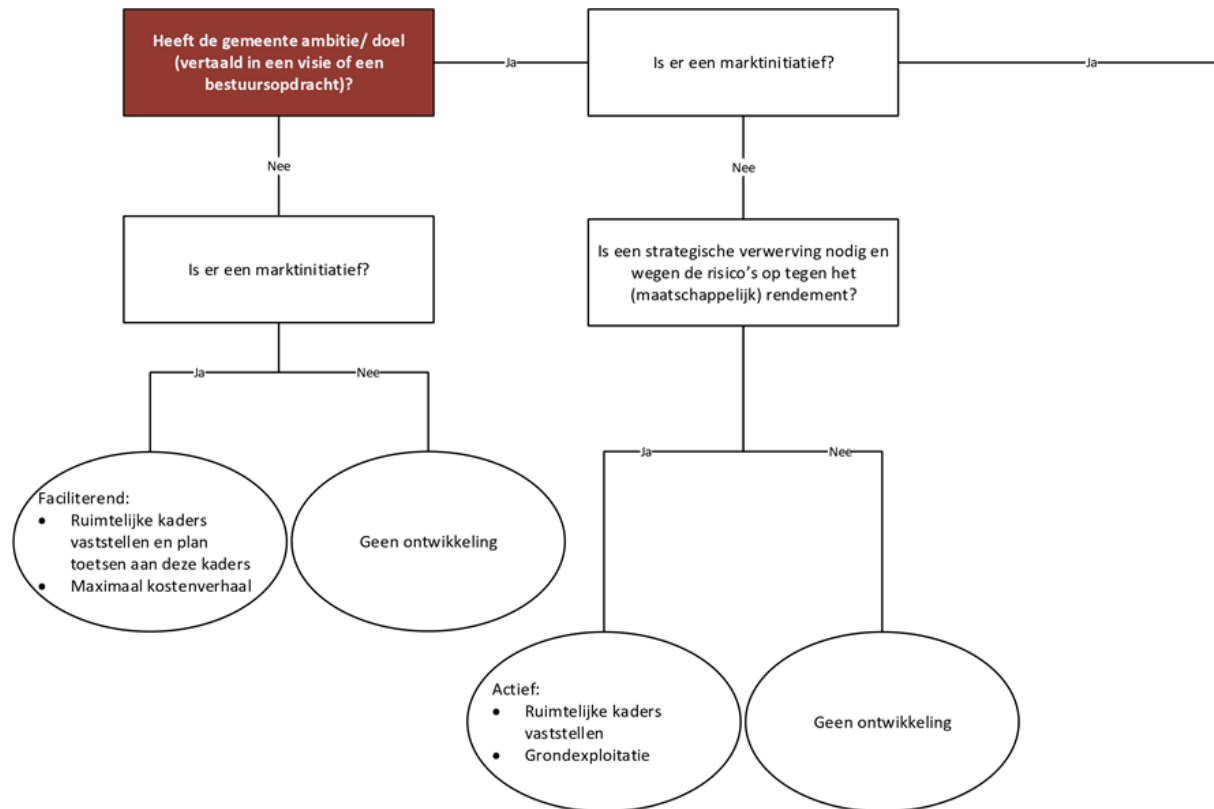 Heeft de gemeente ambitie/ doel
(vertaald in een visie of een
bestuursopdracht)?
Ja
Is er een marktinitiatief?
Ja
Nee
Nee
Is er een marktinitiatief?
Is een strategische verwerving nodig en
wegen de risico's op tegen het
(maatschappelijk) rendement?
Ja
Nee
Faciliterend:
• Ruimtelijke kaders
vaststellen en plan
toetsen aan deze kaders
• Maximaal kostenverhaal
Geen ontwikkeling
Ja
Nee
Actief:
• Ruimtelijke kaders
vaststellen
• Grondexploitatie
Geen ontwikkeling